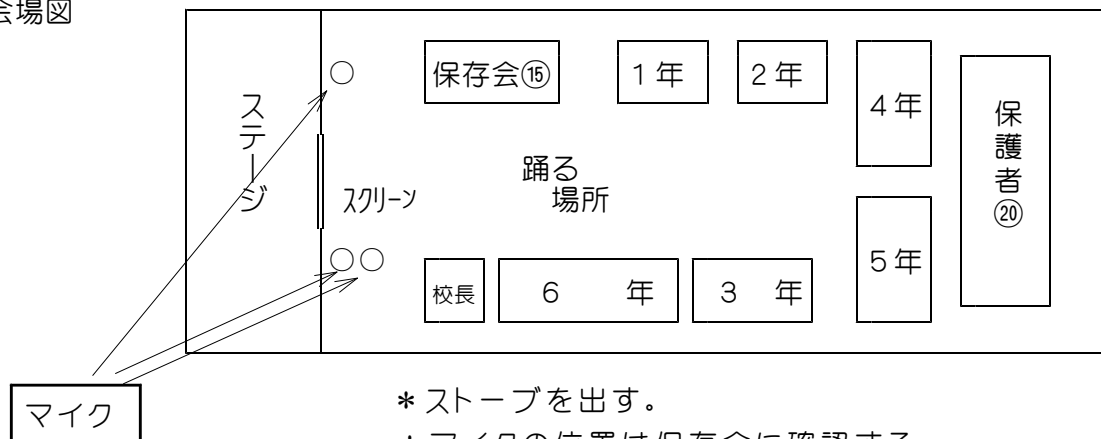 会場図
保存会⑮
1年
2年
4年
保護者⑳
ステージ
スクリーン
踊る
場所
5年
校長
6 年
3 年
マイク
*ストーブを出す。
*マイクの位置は保存会に確認する